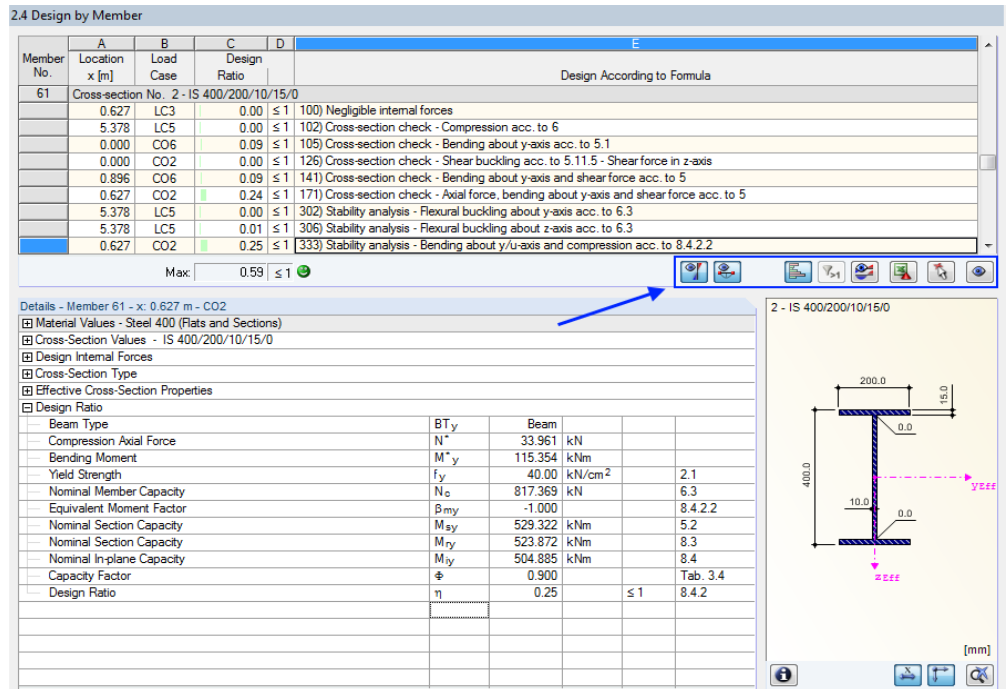 2.4 Design by Member
A B C D E
Member Location Load Design
No. x [m] Case Ratio Design According to Formula
61 Cross-section No. 2 - IS 400/200/10/15/0
0.627 LC3 0.00 ≤ 1 100) Negligible internal forces
5.378 LC5 0.00 ≤ 1 102) Cross-section check - Compression acc. to 6
0.000 CO6 0.09 ≤ 1 105) Cross-section check - Bending about y-axis acc. to 5.1
0.000 CO2 0.00 ≤ 1 126) Cross-section check - Shear buckling acc. to 5.11.5 - Shear force in z-axis
0.896 CO6 0.09 ≤ 1 141) Cross-section check - Bending about y-axis and shear force acc. to 5
0.627 CO2 0.24 ≤ 1 171) Cross-section check - Axial force, bending about y-axis and shear force acc. to 5
5.378 LC5 0.00 ≤ 1 302) Stability analysis - Flexural buckling about y-axis acc. to 6.3
5.378 LC5 0.01 ≤ 1 306) Stability analysis - Flexural buckling about z-axis acc. to 6.3
0.627 CO2 0.25 ≤ 1 333) Stability analysis - Bending about y/u-axis and compression acc. to 8.4.2.2
Max: 0.59 ≤ 1
>1
Details - Member 61 - x: 0.627 m - CO2
Material Values - Steel 400 (Flats and Sections)
Cross-Section Values - IS 400/200/10/15/0
Design Internal Forces
Cross-Section Type
Effective Cross-Section Properties
Design Ratio
Beam Type BTy Beam
Compression Axial Force N* 33.961 kN
Bending Moment M*y 115.354 kNm
Yield Strength fy 40.00 kN/cm2 2.1
Nominal Member Capacity Nc 817.369 kN 6.3
Equivalent Moment Factor βmy -1.000 8.4.2.2
Nominal Section Capacity Msy 529.322 kNm 5.2
Nominal Section Capacity Mry 523.872 kNm 8.3
Nominal In-plane Capacity Miy 504.885 kNm 8.4
Capacity Factor Φ 0.900 Tab. 3.4
Design Ratio η 0.25 ≤ 1 8.4.2
2 - IS 400/200/10/15/0
200.0
15.0
0.0
400.0
yEff
10.0
0.0
zEff
[mm]